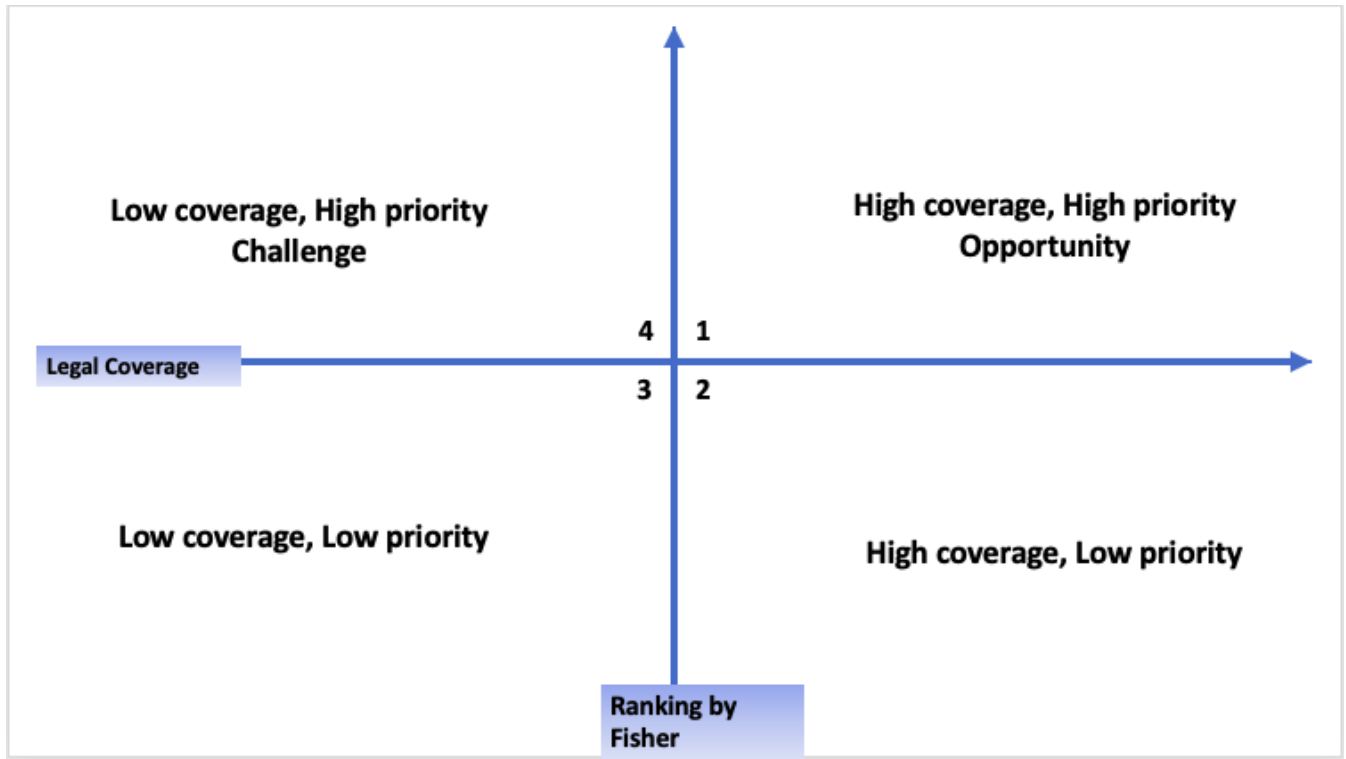 Low coverage, High priority
Challenge
High coverage, High priority
Opportunity
4
1
Legal Coverage
3
2
Low coverage, Low priority
High coverage, Low priority
Ranking by
Fisher